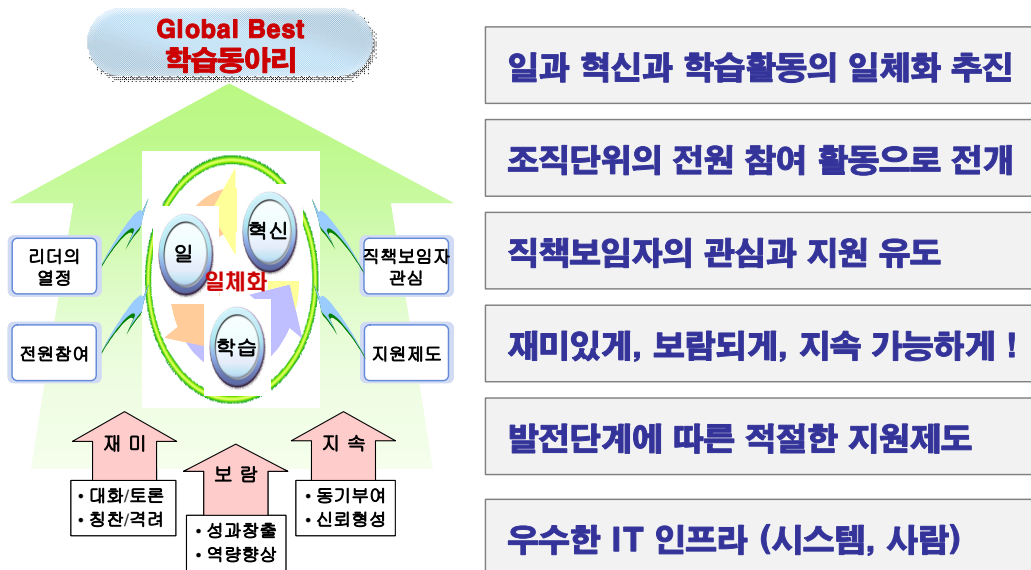 Global Best
학습동아리
일
혁신
일체화
학습
리더의
열정
전원참여
직책보임자
관심
지원제도
재 미
• 대화/토론
• 칭찬/격려
보 람
• 성과창출
• 역량향상
지 속
• 동기부여
• 신뢰형성
일과 혁신과 학습활동의 일체화 추진
조직단위의 전원 참여 활동으로 전개
직책보임자의 관심과 지원 유도
재미있게, 보람되게, 지속 가능하게 !
발전단계에 따른 적절한 지원제도
우수한 IT 인프라 (시스템, 사람)